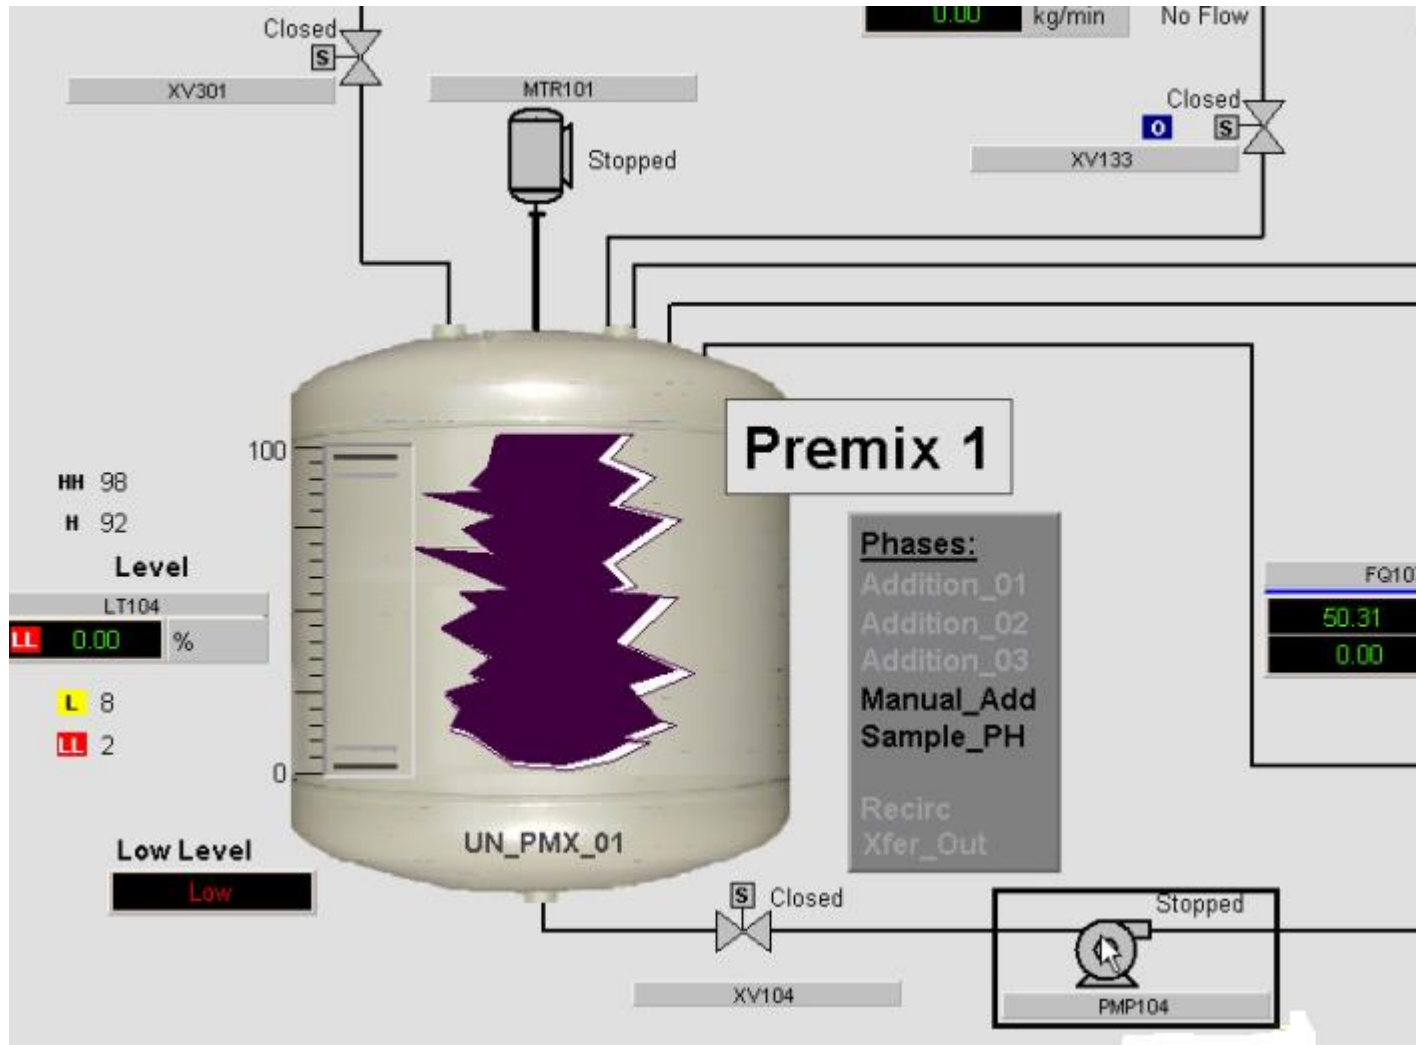 0.00 kg/min No Flow
Closed
S
XV301
MTR101
Stopped
Closed
O S
XV133
Premix 1
100
HH 98
H 92
Level
LT104
LL 0.00 %
L 8
LL 2
0
Phases:
Addition_01
Addition_02
Addition_03
Manual_Add
Sample_PH
Recirc
Xfer_Out
50.31
0.00
UN_PMX_01
Low Level
Low
S Closed
XV104
Stopped
PMP104